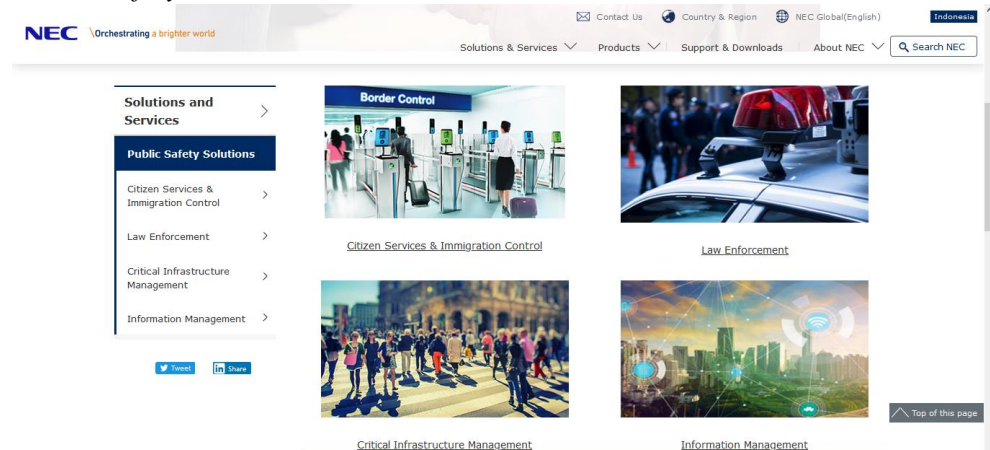 Contact Us
Country & Region
NEC Global(English)
Indonesia
NEC \Orchestrating a brighter world
Solutions & Services
Products
Support & Downloads
About NEC
Search NEC
Solutions and
Services
Public Safety Solutions
Citizen Services &
Immigration Control
Law Enforcement
Critical Infrastructure
Management
Information Management
Tweet
in Share
Border Control
Citizen Services & Immigration Control
Law Enforcement
Critical Infrastructure Management
Information Management
Top of this page